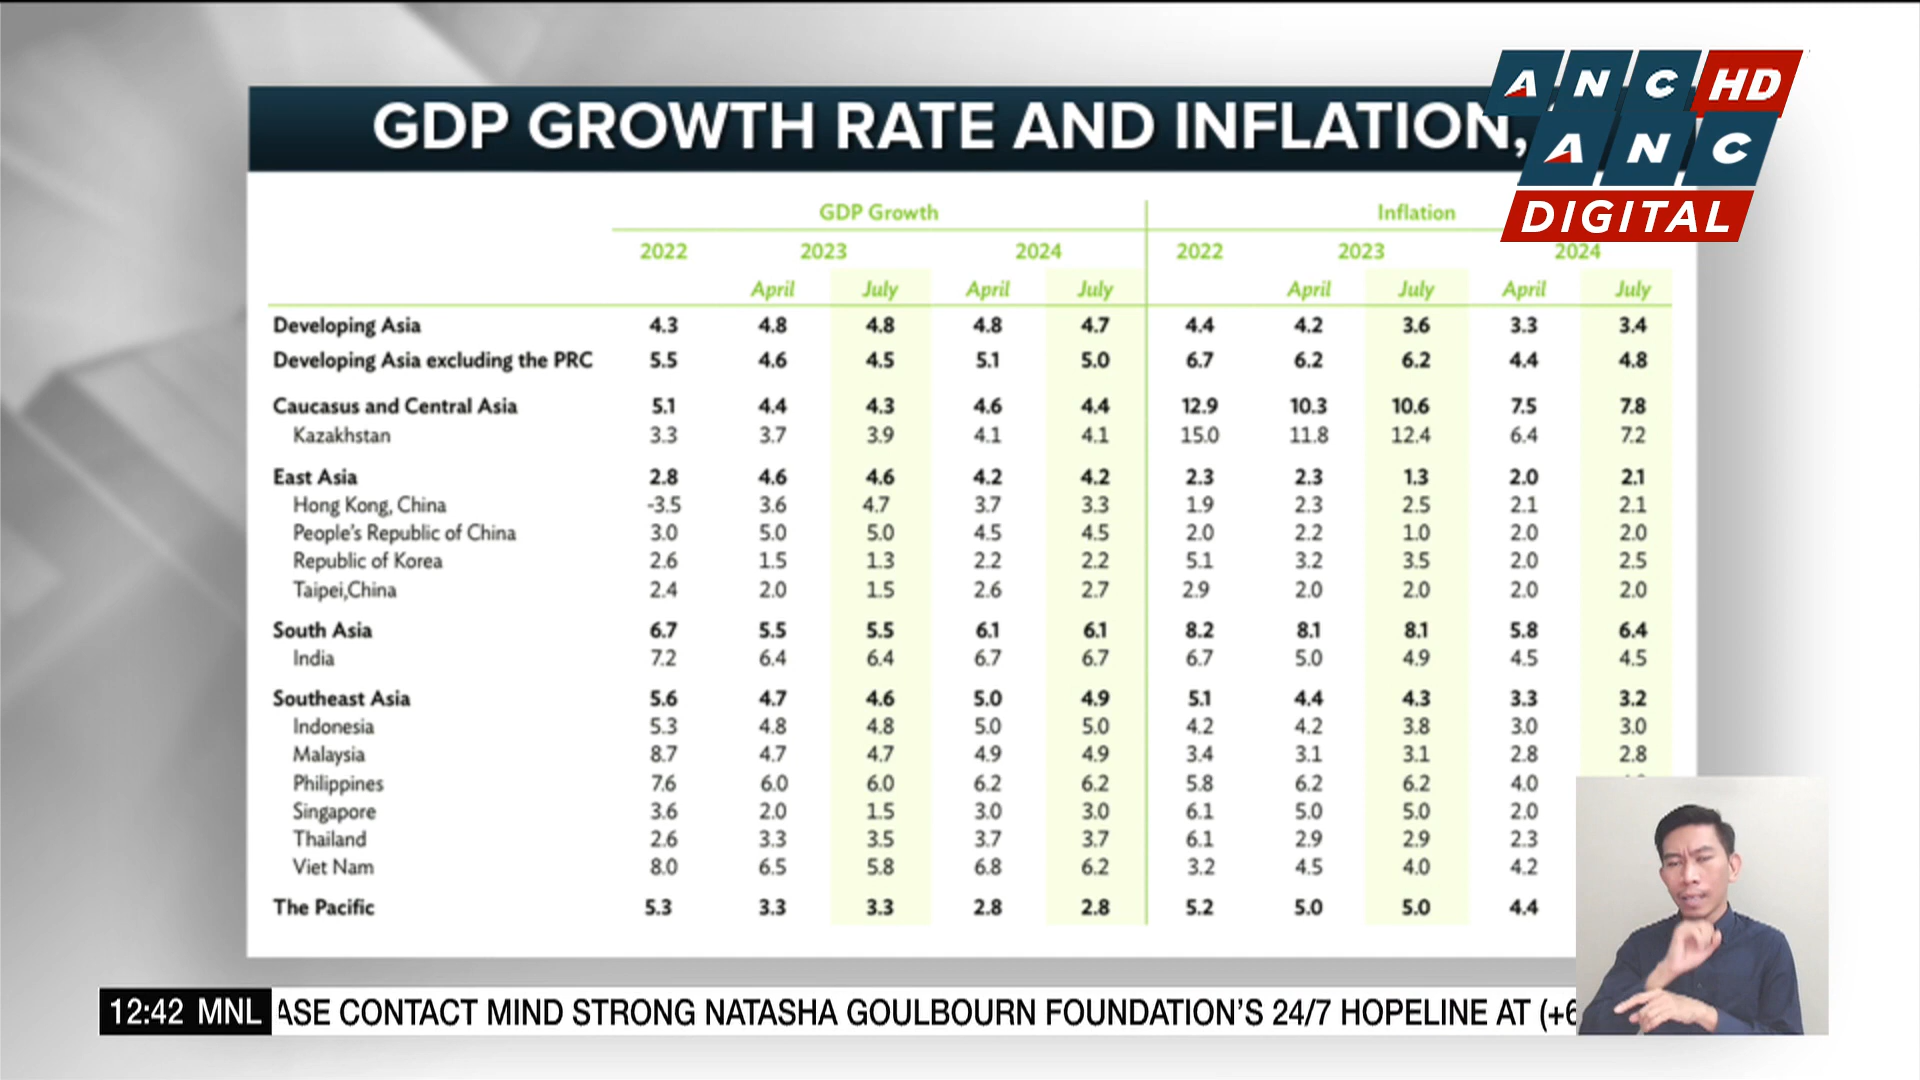 ANC HD
GDP GROWTH RATE AND INFLATION,
ANC
DIGITAL
GDP Growth Inflation
2022 2023 2024 2022 2023 2024
April July April July April July April July
Developing Asia 4.3 4.8 4.8 4.8 4.7 4.4 4.2 3.6 3.3 3.4
Developing Asia excluding the PRC 5.5 4.6 4.5 5.1 5.0 6.7 6.2 6.2 4.4 4.8
Caucasus and Central Asia 5.1 4.4 4.3 4.6 4.4 12.9 10.3 10.6 7.5 7.8
Kazakhstan 3.3 3.7 3.9 4.1 4.1 15.0 11.8 12.4 6.4 7.2
East Asia 2.8 4.6 4.6 4.2 4.2 2.3 2.3 1.3 2.0 2.1
Hong Kong, China -3.5 3.6 4.7 3.7 3.3 1.9 2.3 2.5 2.1 2.1
People's Republic of China 3.0 5.0 5.0 4.5 4.5 2.0 2.2 1.0 2.0 2.0
Republic of Korea 2.6 1.5 1.3 2.2 2.2 5.1 3.2 3.5 2.0 2.5
Taipei,China 2.4 2.0 1.5 2.6 2.7 2.9 2.0 2.0 2.0 2.0
South Asia 6.7 5.5 5.5 6.1 6.1 8.2 8.1 8.1 5.8 6.4
India 7.2 6.4 6.4 6.7 6.7 6.7 5.0 4.9 4.5 4.5
Southeast Asia 5.6 4.7 4.6 5.0 4.9 5.1 4.4 4.3 3.3 3.2
Indonesia 5.3 4.8 4.8 5.0 5.0 4.2 4.2 3.8 3.0 3.0
Malaysia 8.7 4.7 4.7 4.9 4.9 3.4 3.1 3.1 2.8 2.8
Philippines 7.6 6.0 6.0 6.2 6.2 5.8 6.2 6.2 4.0
Singapore 3.6 2.0 1.5 3.0 3.0 6.1 5.0 5.0 2.0
Thailand 2.6 3.3 3.5 3.7 3.7 6.1 2.9 2.9 2.3
Viet Nam 8.0 6.5 5.8 6.8 6.2 3.2 4.5 4.0 4.2
The Pacific 5.3 3.3 3.3 2.8 2.8 5.2 5.0 5.0 4.4
12:42 MNL ASE CONTACT MIND STRONG NATASHA GOULBOURN FOUNDATION'S 24/7 HOPELINE AT (+6